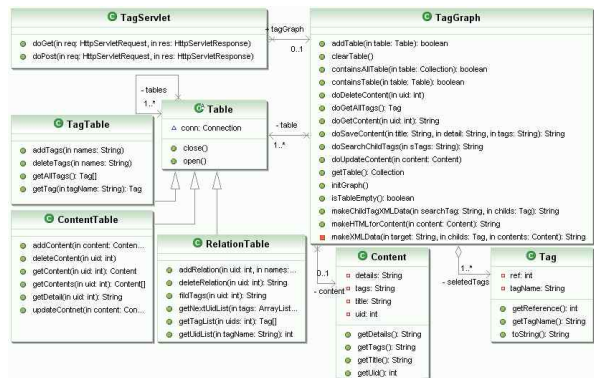 TagServlet
doGet(in req: HttpServletRequest, in res: HttpServletResponse)
doPost(in req: HttpServletRequest, in res: HttpServletResponse)
- tagGraph
0..1
TagGraph
addTable(in table: Table): boolean
clearTable()
containsAllTable(in table: Collection): boolean
containsTable(in table: Table): boolean
doDeleteContent(in uid: int)
doGetAllTags(): Tag
doGetContent(in uid: int): String
doSaveContent(in title: String, in detail: String, in tags: String): String
doSearchChildTag(in sTags: String): String
doUpdateContent(in content: Content)
getTable(): Collection
initGraph()
isTableEmpty(): boolean
makeChildTagXMLData(in searchTag: String, in childs: Tag): String
makeHTMLforContent(in content: Content): String
makeXMLData(in target: String, in childs: Tag, in contents: Content): String
- tables
1..*
Table
conn: Connection
close()
open()
- table
1..*
TagTable
addTags(in names: String)
deleteTags(in names: String)
getAllTags(): Tag[]
getTag(in tagName: String): Tag
ContentTable
addContent(in content: Conten...
deleteContent(in uid: int)
getContent(in uid: int): Content
getContents(in uid: int): Content[]
getDetail(in uid: int): String
updateContnet(in content: Con...
RelationTable
addRelation(in uid: int, in names:...
deleteRelation(in uid: int): String
fildTags(in uid: int): String
getNextUidList(in tags: ArrayList...
getTagList(in uids: int): Tag[]
getUidList(in tagName: String): int
0..1
- content
Content
details: String
tags: String
title: String
uid: int
getDetails(): String
getTags(): String
getTitle(): String
getUid(): int
1..*
- seletedTags
Tag
ref: int
tagName: String
getReference(): int
getTagName(): String
toString(): String